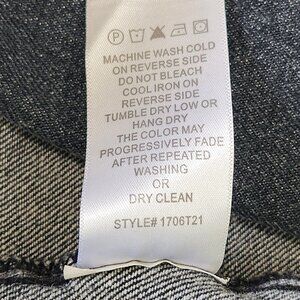 MACHINE WASH COLD
ON REVERSE SIDE
DO NOT BLEACH
COOL IRON ON
REVERSE SIDE
TUMBLE DRY LOW OR
HANG DRY
THE COLOR MAY
PROGRESSIVELY FADE
AFTER REPEATED
WASHING
OR
DRY CLEAN
STYLE# 1706T21